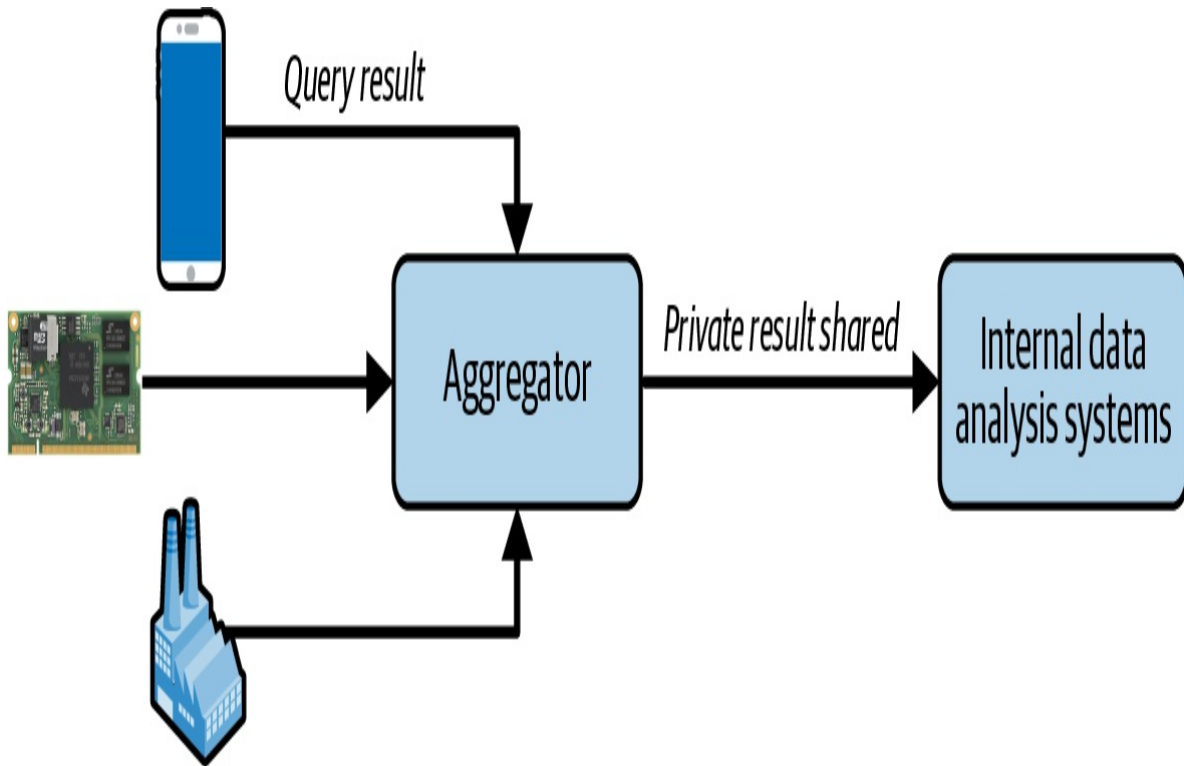 Query result
Aggregator
Private result shared
Internal data
analysis systems